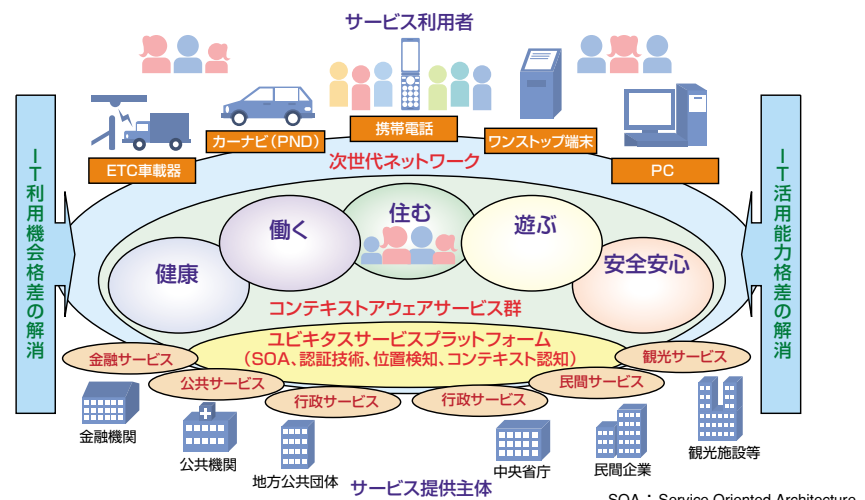 サービス利用者
ETC車載器
カーナビ(PND)
携帯電話
ワンストップ端末
PC
IT利用機会格差の解消
IT活用能力格差の解消
次世代ネットワーク
健康
働く
住む
遊ぶ
安全安心
コンテキストアウェアサービス群
ユビキタスサービスプラットフォーム
(SOA、認証技術、位置検知、コンテキスト認知)
金融サービス
公共サービス
行政サービス
行政サービス
民間サービス
観光サービス
金融機関
公共機関
地方公共団体
中央省庁
民間企業
観光施設等
サービス提供主体
SOA:Service Oriented Architecture